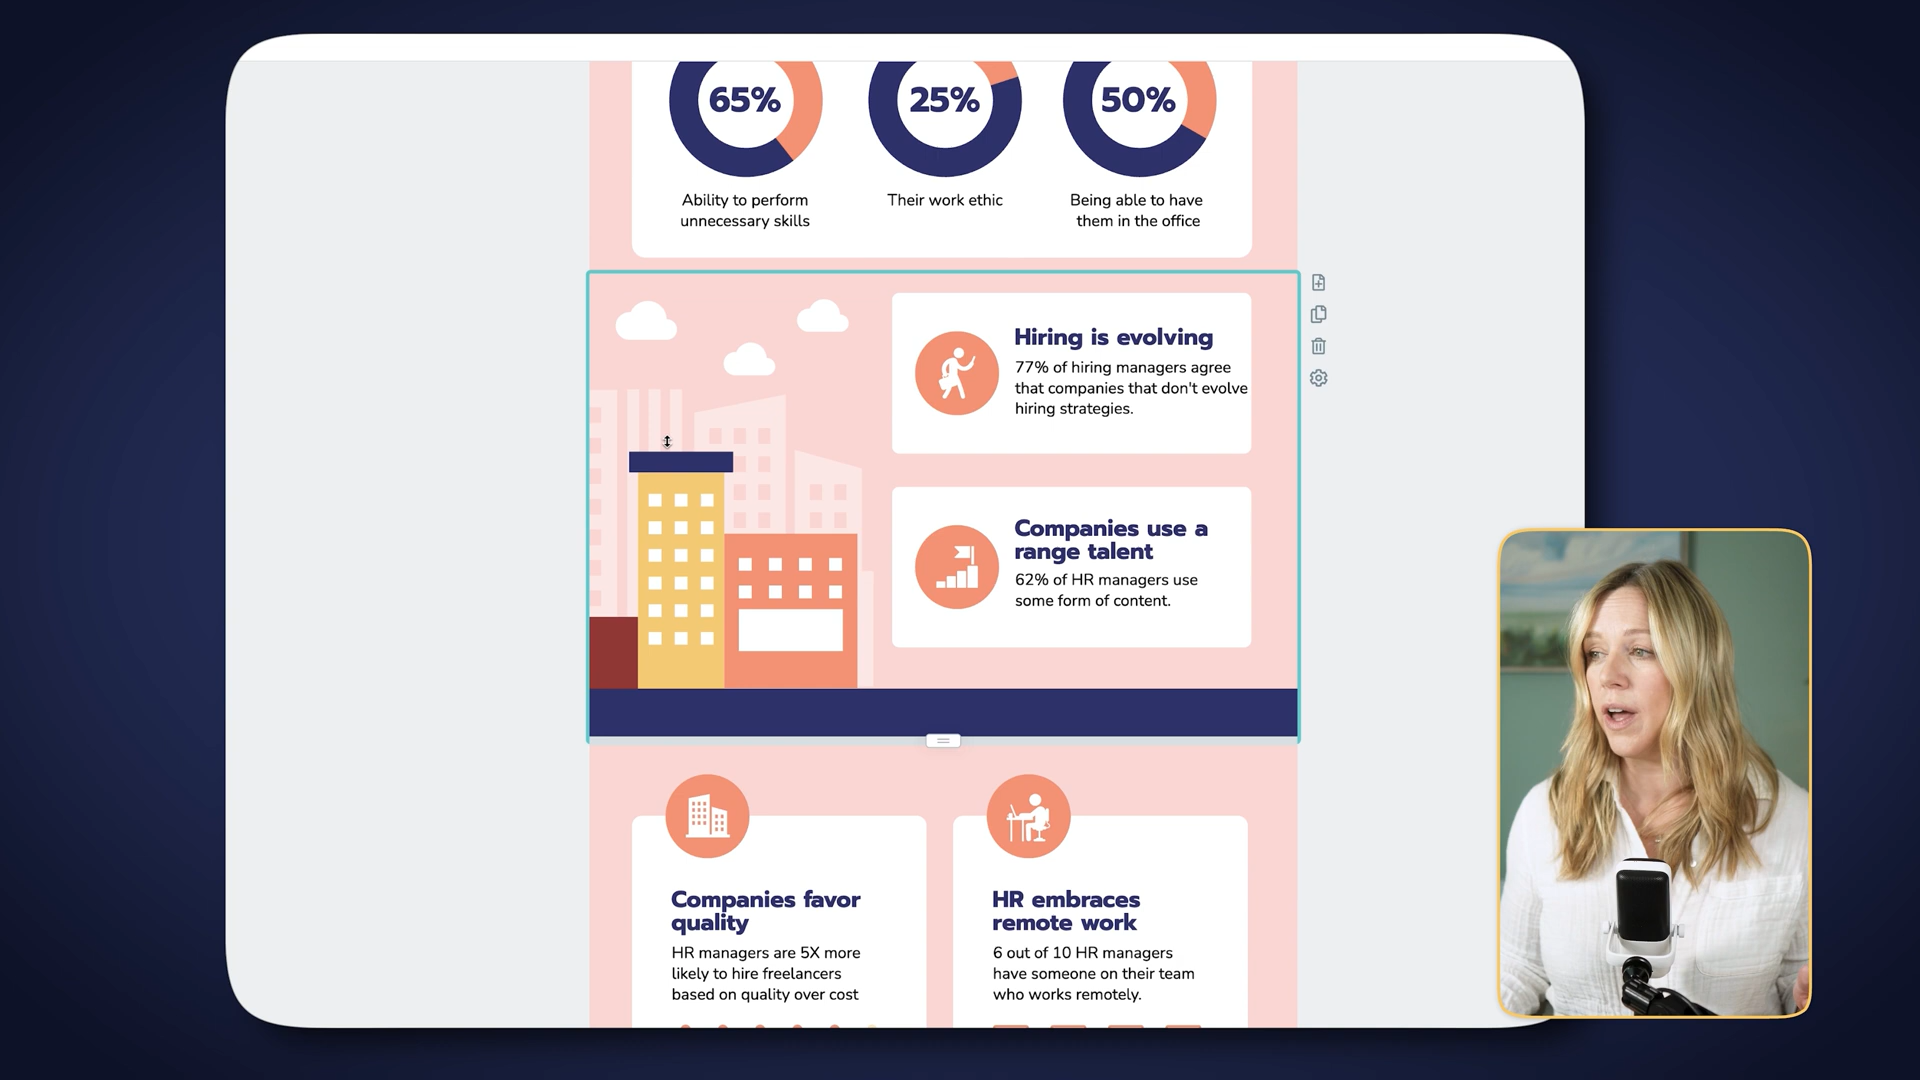 65%
25%
50%
Ability to perform
unnecessary skills
Their work ethic
Being able to have
them in the office
Hiring is evolving
77% of hiring managers agree
that companies that don't evolve
hiring strategies.
Companies use a
range talent
62% of HR managers use
some form of content.
Companies favor
quality
HR managers are 5X more
likely to hire freelancers
based on quality over cost
HR embraces
remote work
6 out of 10 HR managers
have someone on their team
who works remotely.